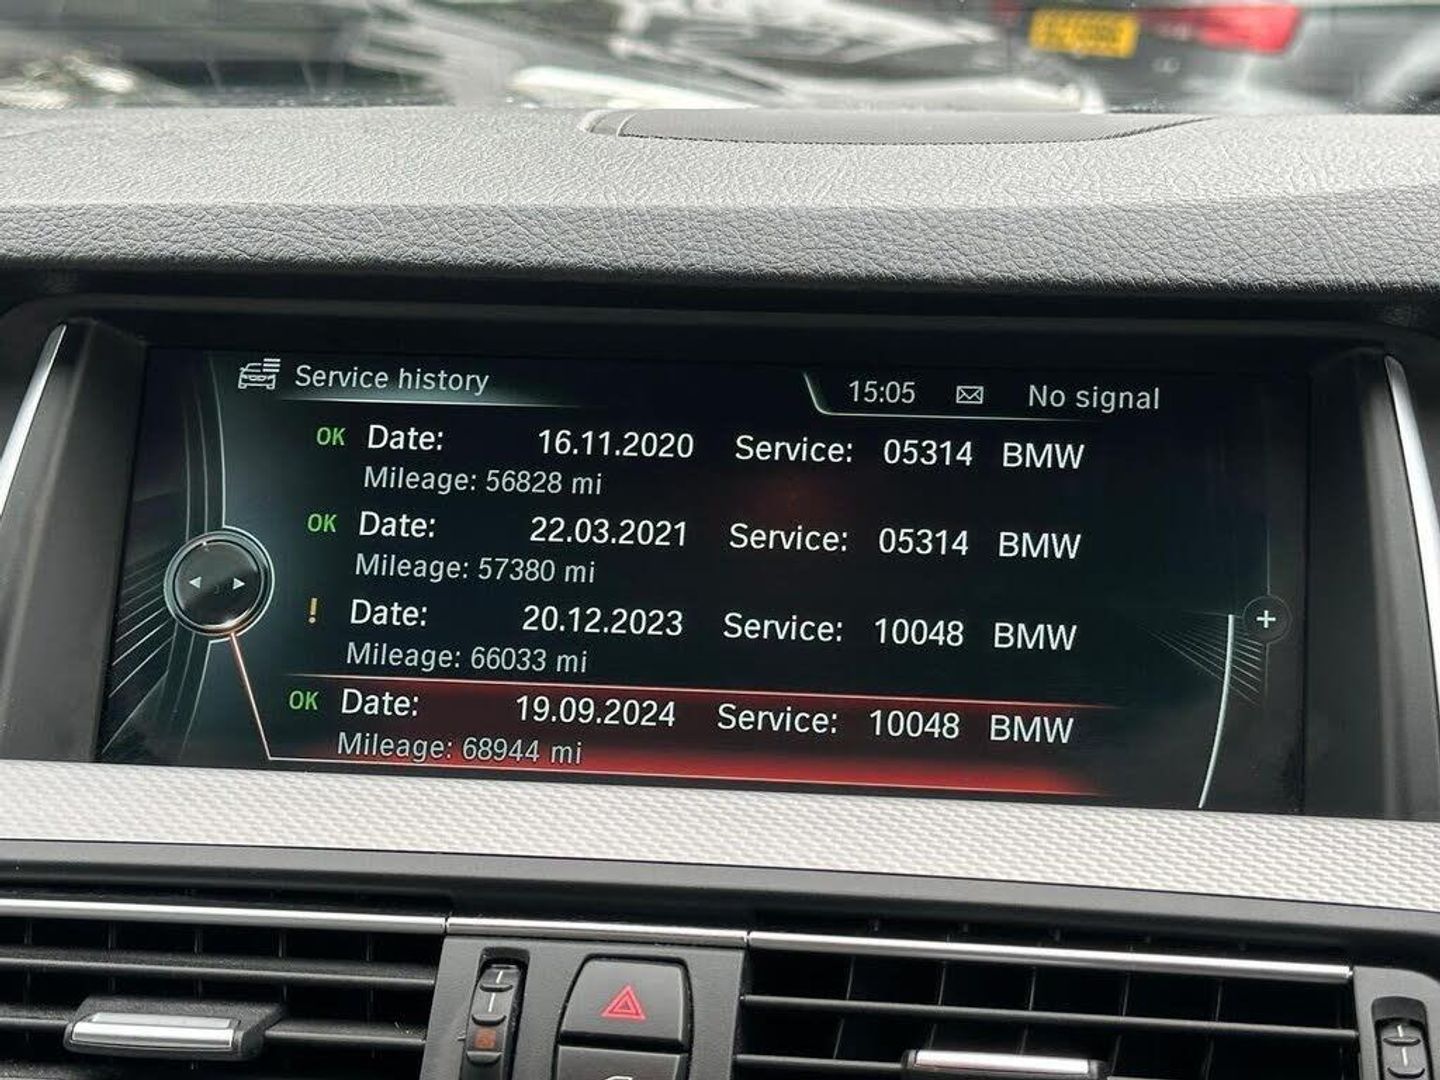 Service history 15:05 No signal
OK Date: 16.11.2020 Service: 05314 BMW
Mileage: 56828 mi
OK Date: 22.03.2021 Service: 05314 BMW
Mileage: 57380 mi
! Date: 20.12.2023 Service: 10048 BMW
Mileage: 66033 mi
OK Date: 19.09.2024 Service: 10048 BMW
Mileage: 68944 mi